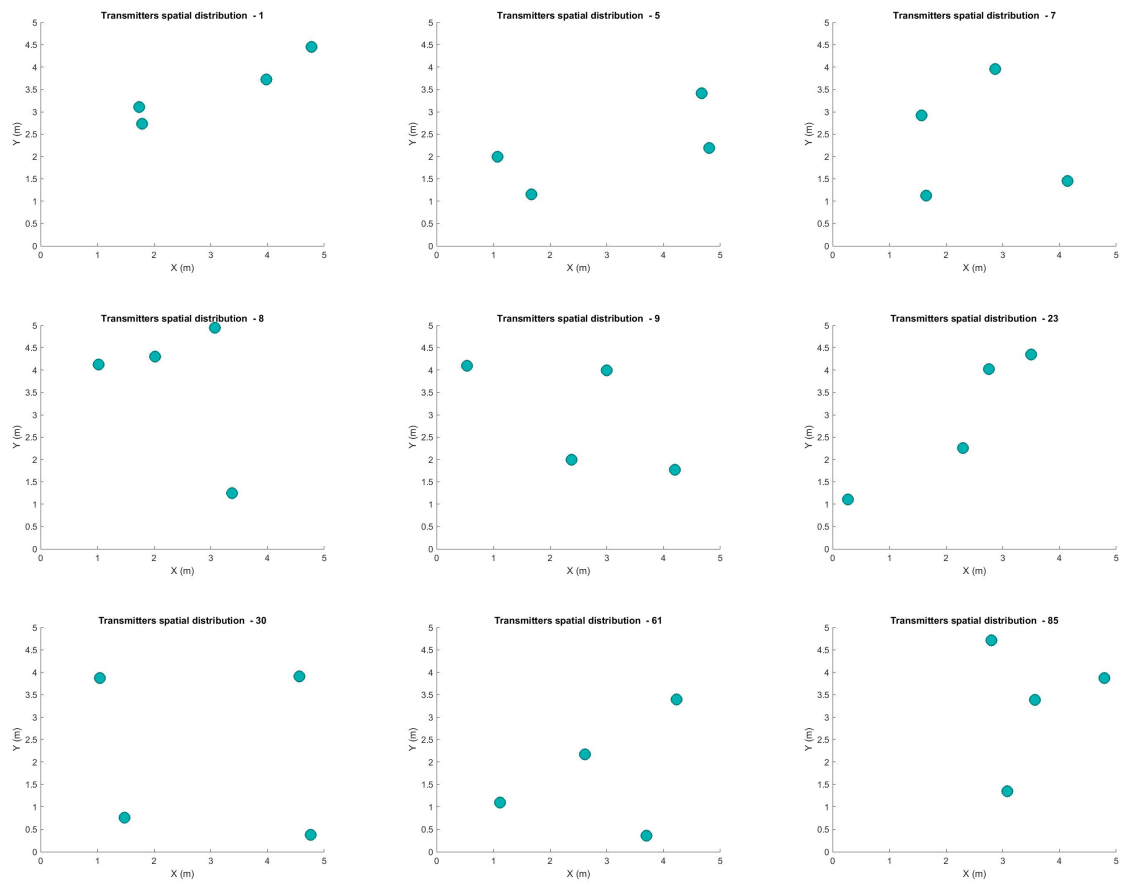 Transmitters spatial distribution - 1
5
4.5
4
3.5
3
2.5
2
1.5
1
0.5
0
Y (m)
0 1 2 3 4 5
X (m)
Transmitters spatial distribution - 5
5
4.5
4
3.5
3
2.5
2
1.5
1
0.5
0
Y (m)
0 1 2 3 4 5
X (m)
Transmitters spatial distribution - 7
5
4.5
4
3.5
3
2.5
2
1.5
1
0.5
0
Y (m)
0 1 2 3 4 5
X (m)
Transmitters spatial distribution - 8
5
4.5
4
3.5
3
2.5
2
1.5
1
0.5
0
Y (m)
0 1 2 3 4 5
X (m)
Transmitters spatial distribution - 9
5
4.5
4
3.5
3
2.5
2
1.5
1
0.5
0
Y (m)
0 1 2 3 4 5
X (m)
Transmitters spatial distribution - 23
5
4.5
4
3.5
3
2.5
2
1.5
1
0.5
0
Y (m)
0 1 2 3 4 5
X (m)
Transmitters spatial distribution - 30
5
4.5
4
3.5
3
2.5
2
1.5
1
0.5
0
Y (m)
0 1 2 3 4 5
X (m)
Transmitters spatial distribution - 61
5
4.5
4
3.5
3
2.5
2
1.5
1
0.5
0
Y (m)
0 1 2 3 4 5
X (m)
Transmitters spatial distribution - 85
5
4.5
4
3.5
3
2.5
2
1.5
1
0.5
0
Y (m)
0 1 2 3 4 5
X (m)